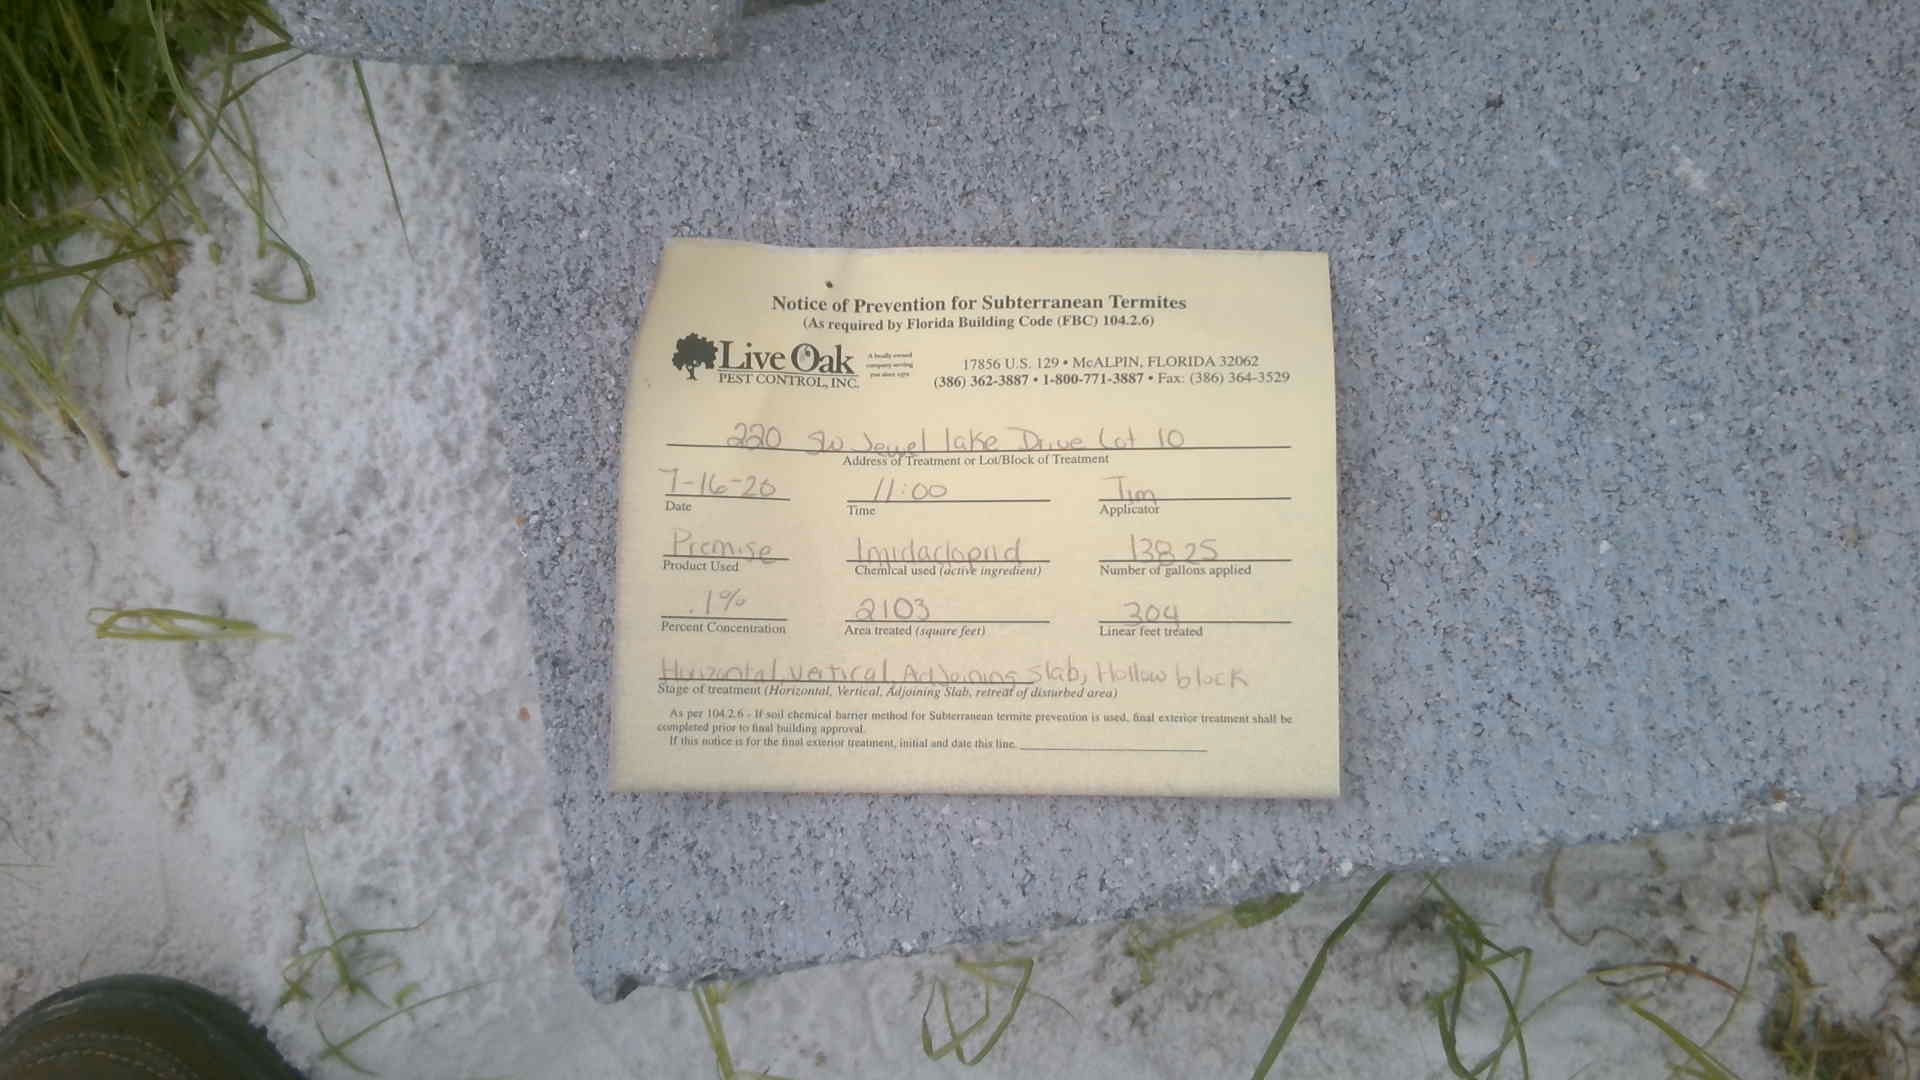 Notice of Prevention for Subterranean Termites
(As required by Florida Building Code (FBC) 104.2.6)
Live Oak
PEST CONTROL, INC.
A locally owned
company serving
you since 1972
17856 U.S. 129 • McALPIN, FLORIDA 32062
(386) 362-3887 • 1-800-771-3887 • Fax: (386) 364-3529
220 SW Jewel lake Drive Lot 10
Address of Treatment or Lot/Block of Treatment
7-16-20 11:00 Jim
Date Time Applicator
Premise Imidacloprid 138.25
Product Used Chemical used (active ingredient) Number of gallons applied
.1% 2103 304
Percent Concentration Area treated (square feet) Linear feet treated
Horizontal, Vertical, Adjoining Slab, Hollow block
Stage of treatment (Horizontal, Vertical, Adjoining Slab, retreat of disturbed area)
As per 104.2.6 - If soil chemical barrier method for Subterranean termite prevention is used, final exterior treatment shall be
completed prior to final building approval.
If this notice is for the final exterior treatment, initial and date this line.